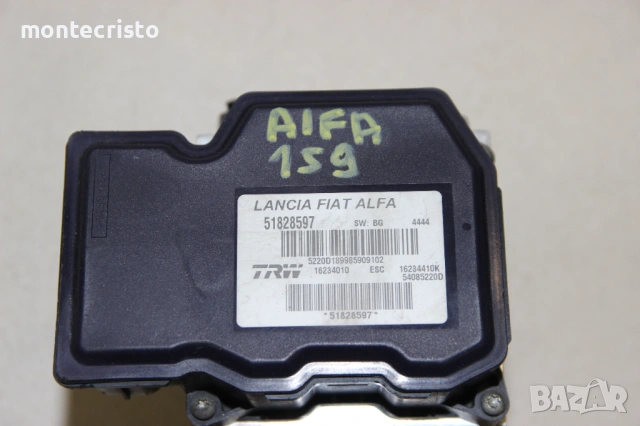 montecristo
AlFA
159
LANCIA FIAT ALFA
51828597 SW: BG 4444
5220D189985909102
TRW 16234010 ESC 16234410K
54085220D
*51828597*
BAZAR